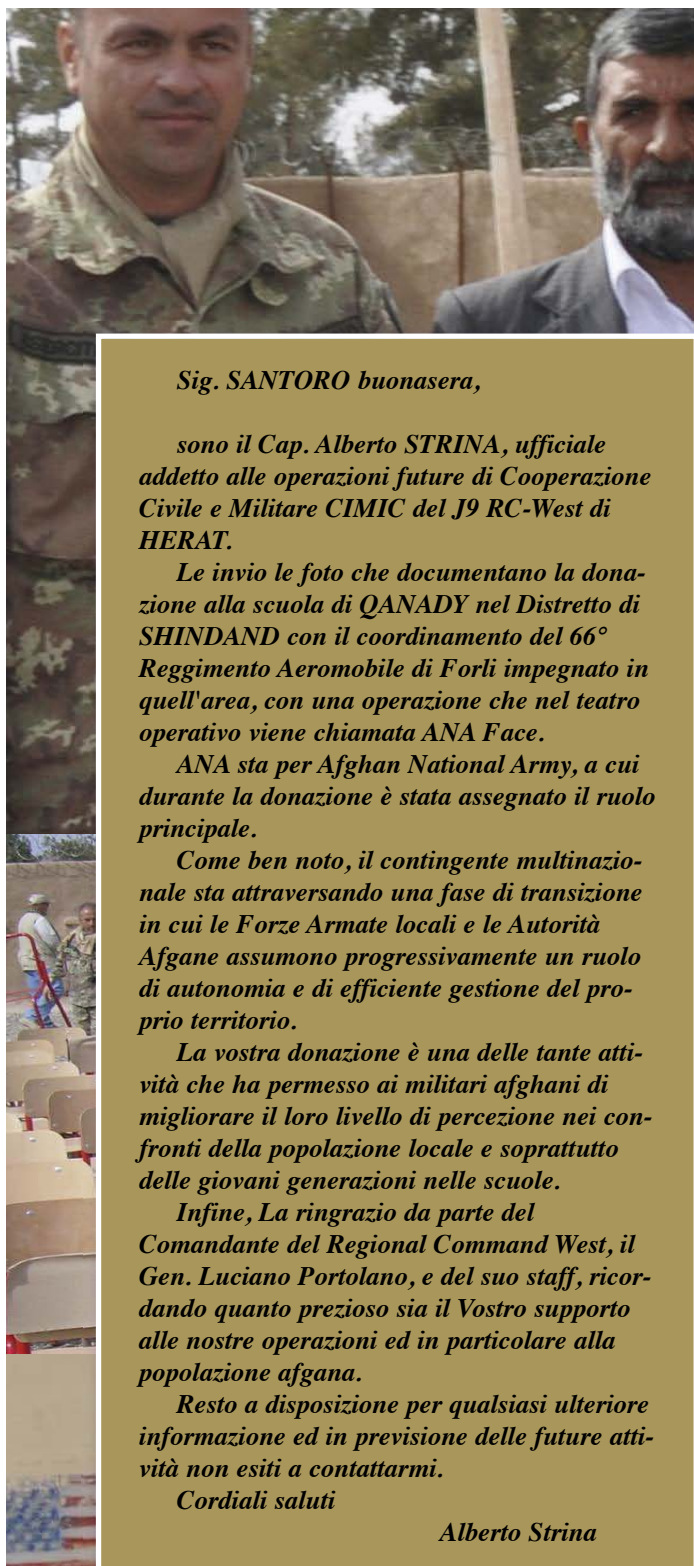 Sig. SANTORO buonasera,
sono il Cap. Alberto STRINA, ufficiale
addetto alle operazioni future di Cooperazione
Civile e Militare CIMIC del J9 RC-West di
HERAT.
Le invio le foto che documentano la dona-
zione alla scuola di QANADY nel Distretto di
SHINDAND con il coordinamento del 66°
Reggimento Aeromobile di Forlì impegnato in
quell'area, con una operazione che nel teatro
operativo viene chiamata ANA Face.
ANA sta per Afghan National Army, a cui
durante la donazione è stata assegnato il ruolo
principale.
Come ben noto, il contingente multinazio-
nale sta attraversando una fase di transizione
in cui le Forze Armate locali e le Autorità
Afgane assumono progressivamente un ruolo
di autonomia e di efficiente gestione del pro-
prio territorio.
La vostra donazione è una delle tante atti-
vità che ha permesso ai militari afghani di
migliorare il loro livello di percezione nei con-
fronti della popolazione locale e soprattutto
delle giovani generazioni nelle scuole.
Infine, La ringrazio da parte del
Comandante del Regional Command West, il
Gen. Luciano Portolano, e del suo staff, ricor-
dando quanto prezioso sia il Vostro supporto
alle nostre operazioni ed in particolare alla
popolazione afgana.
Resto a disposizione per qualsiasi ulteriore
informazione ed in previsione delle future atti-
vità non esiti a contattarmi.
Cordiali saluti
Alberto Strina